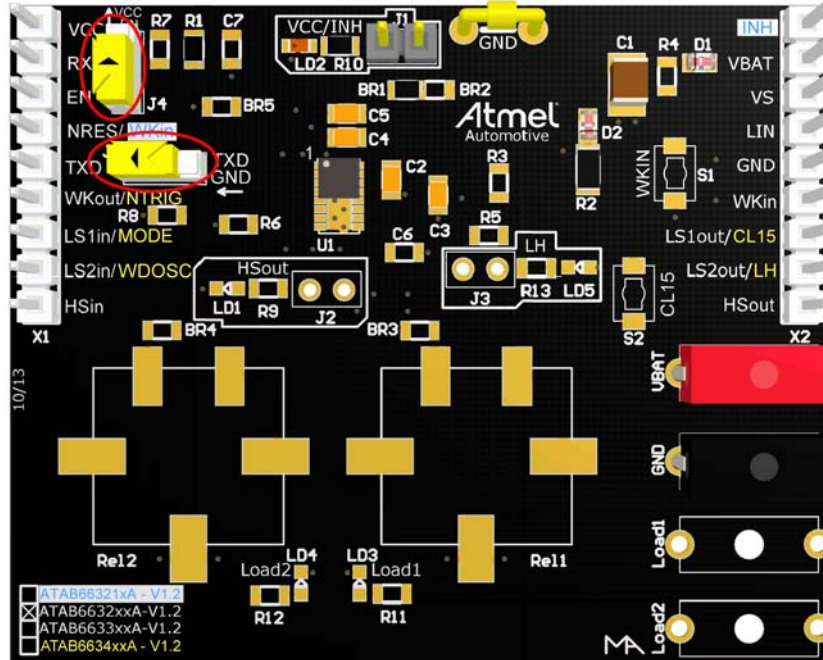 VCC
VCC
RX
EN
J4
NRES/WKin
TXD
TXD
GND
WKout/NTRIG
LS1in/MODE
LS2in/WDOSC
HSin
X1
R7
R1
C7
BR5
R8
R6
VCC/INH
J1
LD2
R10
GND
BR1
BR2
C5
C4
1
U1
C2
C3
C6
Atmel
Automotive
R3
R5
C1
R4
D1
D2
R2
WKIN
S1
INH
VBAT
VS
LIN
GND
WKin
LS1out/CL15
LS2out/LH
HSout
X2
HSout
LD1
R9
J2
LH
J3
R13
LD5
CL15
S2
BR4
BR3
10/13
Rel2
Rel1
VBAT
GND
Load1
Load2
LD4
LD3
Load2
Load1
R12
R11
ATAB66321xA - V1.2
ATAB6632xxA-V1.2
ATAB6633xxA-V1.2
ATAB6634xxA - V1.2